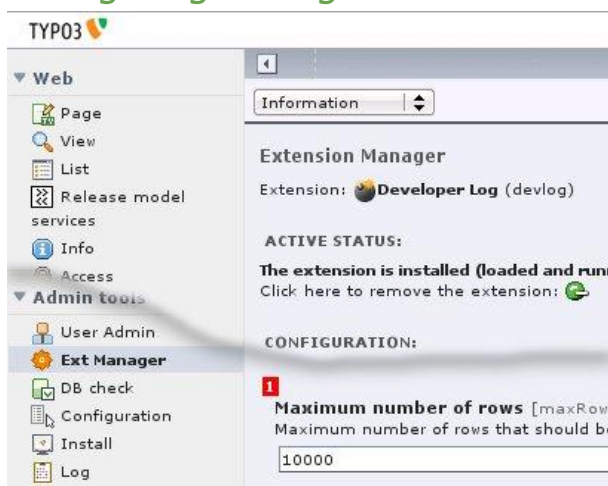 TYPO3
Web
Page
View
List
Release model
services
Info
Access
Admin tools
User Admin
Ext Manager
DB check
Configuration
Install
Log
Information
Extension Manager
Extension: Developer Log (devlog)
ACTIVE STATUS:
The extension is installed (loaded and
Click here to remove the extension:
CONFIGURATION:
1
Maximum number of rows [maxRow
Maximum number of rows that should
10000